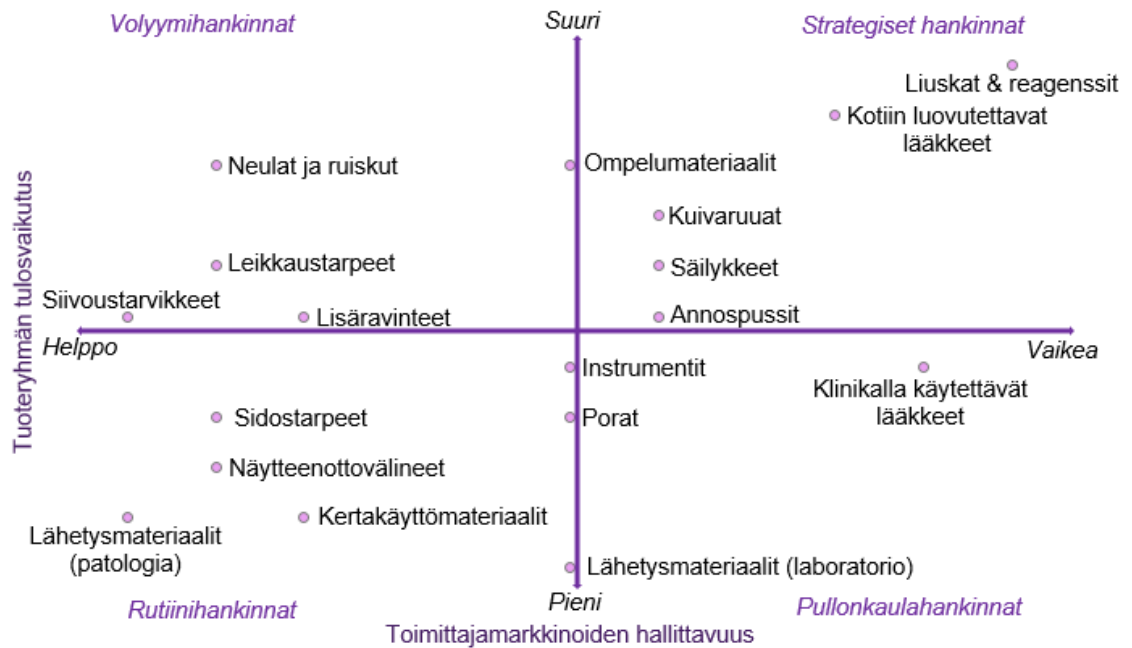 Volyymihankinnat
Suuri
Strategiset hankinnat
Liuskat & reagenssit
Kotiin luovutettavat
lääkkeet
Neulat ja ruiskut
Ompelumateriaalit
Kuivaruuat
Tuoteryhmän tulosvaikutus
Leikkaustarpeet
Säilykkeet
Siivoustarvikkeet
Lisäravinteet
Annospussit
Helppo
Vaikea
Instrumentit
Klinikalla käytettävät
lääkkeet
Sidostarpeet
Porat
Näytteenottovälineet
Kertakäyttömateriaalit
Lähetysmateriaalit
(patologia)
Lähetysmateriaalit (laboratorio)
Rutiinihankinnat
Pieni
Pullonkaulahankinnat
Toimittajamarkkinoiden hallittavuus